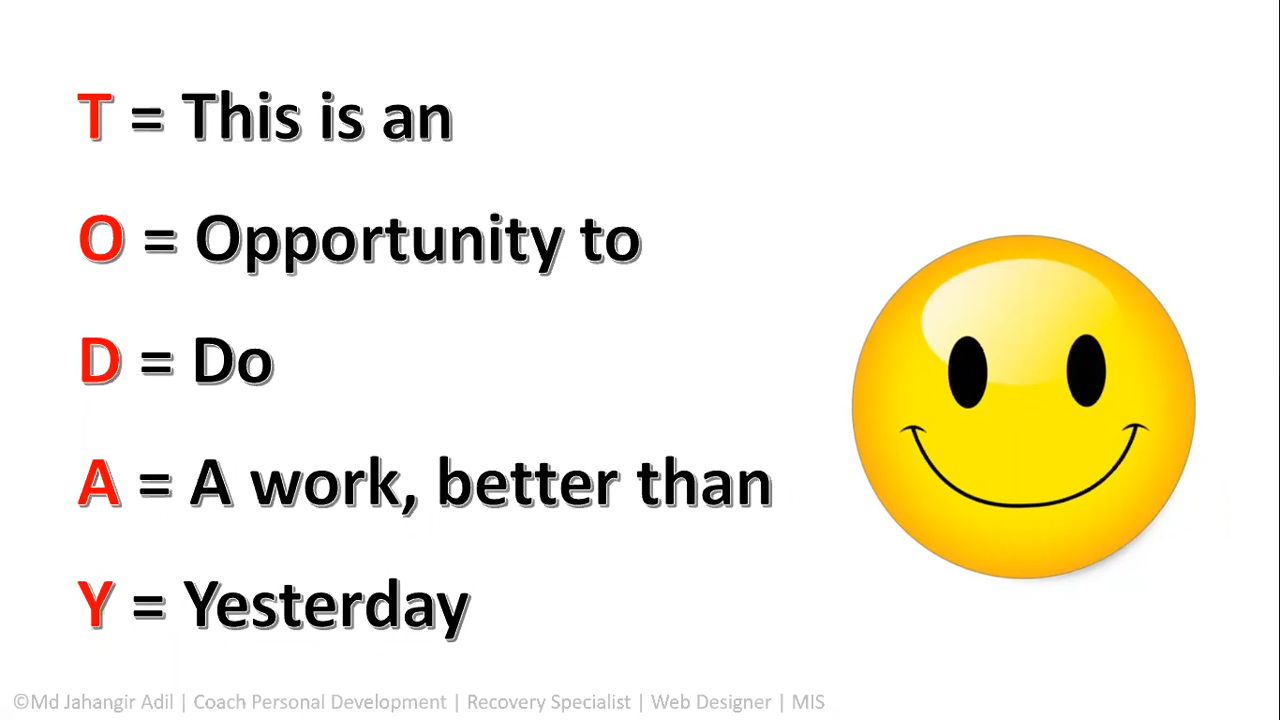 T = This is an
O = Opportunity to
D = Do
A = A work, better than
Y = Yesterday
©Md Jahangir Adil | Coach Personal Development | Recovery Specialist | Web Designer | MIS